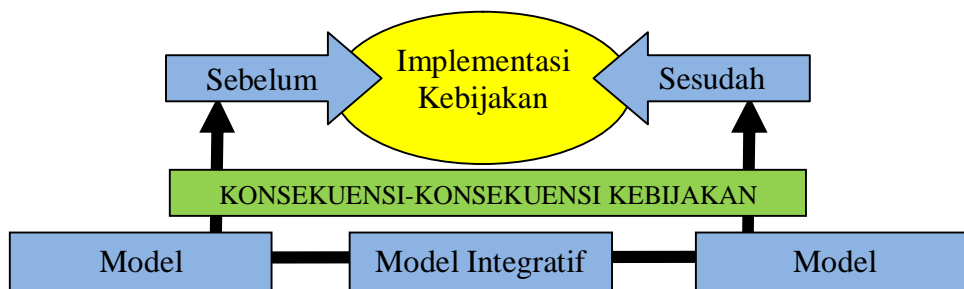 Sebelum
Implementasi
Kebijakan
Sesudah
KONSEKUENSI-KONSEKUENSI KEBIJAKAN
Model
Model Integratif
Model